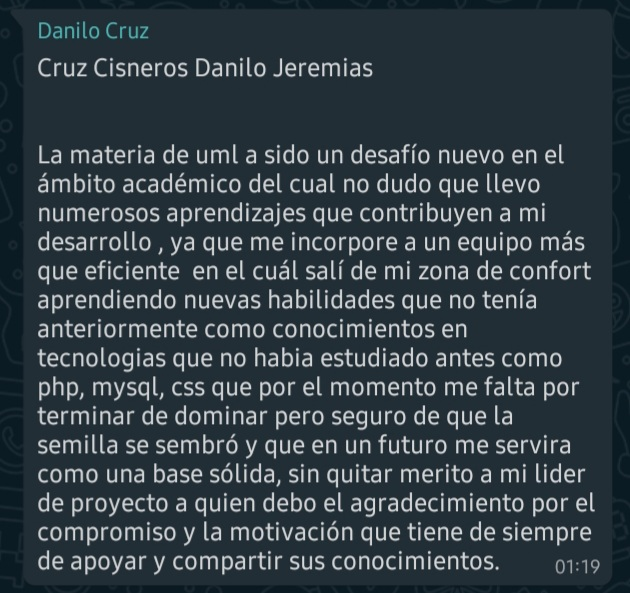 Danilo Cruz
Cruz Cisneros Danilo Jeremias
La materia de uml a sido un desafío nuevo en el
ámbito académico del cual no dudo que llevo
numerosos aprendizajes que contribuyen a mi
desarrollo , ya que me incorpore a un equipo más
que eficiente  en el cuál salí de mi zona de confort
aprendiendo nuevas habilidades que no tenía
anteriormente como conocimientos en
tecnologias que no habia estudiado antes como
php, mysql, css que por el momento me falta por
terminar de dominar pero seguro de que la
semilla se sembró y que en un futuro me servira
como una base sólida, sin quitar merito a mi lider
de proyecto a quien debo el agradecimiento por el
compromiso y la motivación que tiene de siempre
de apoyar y compartir sus conocimientos.
01:19